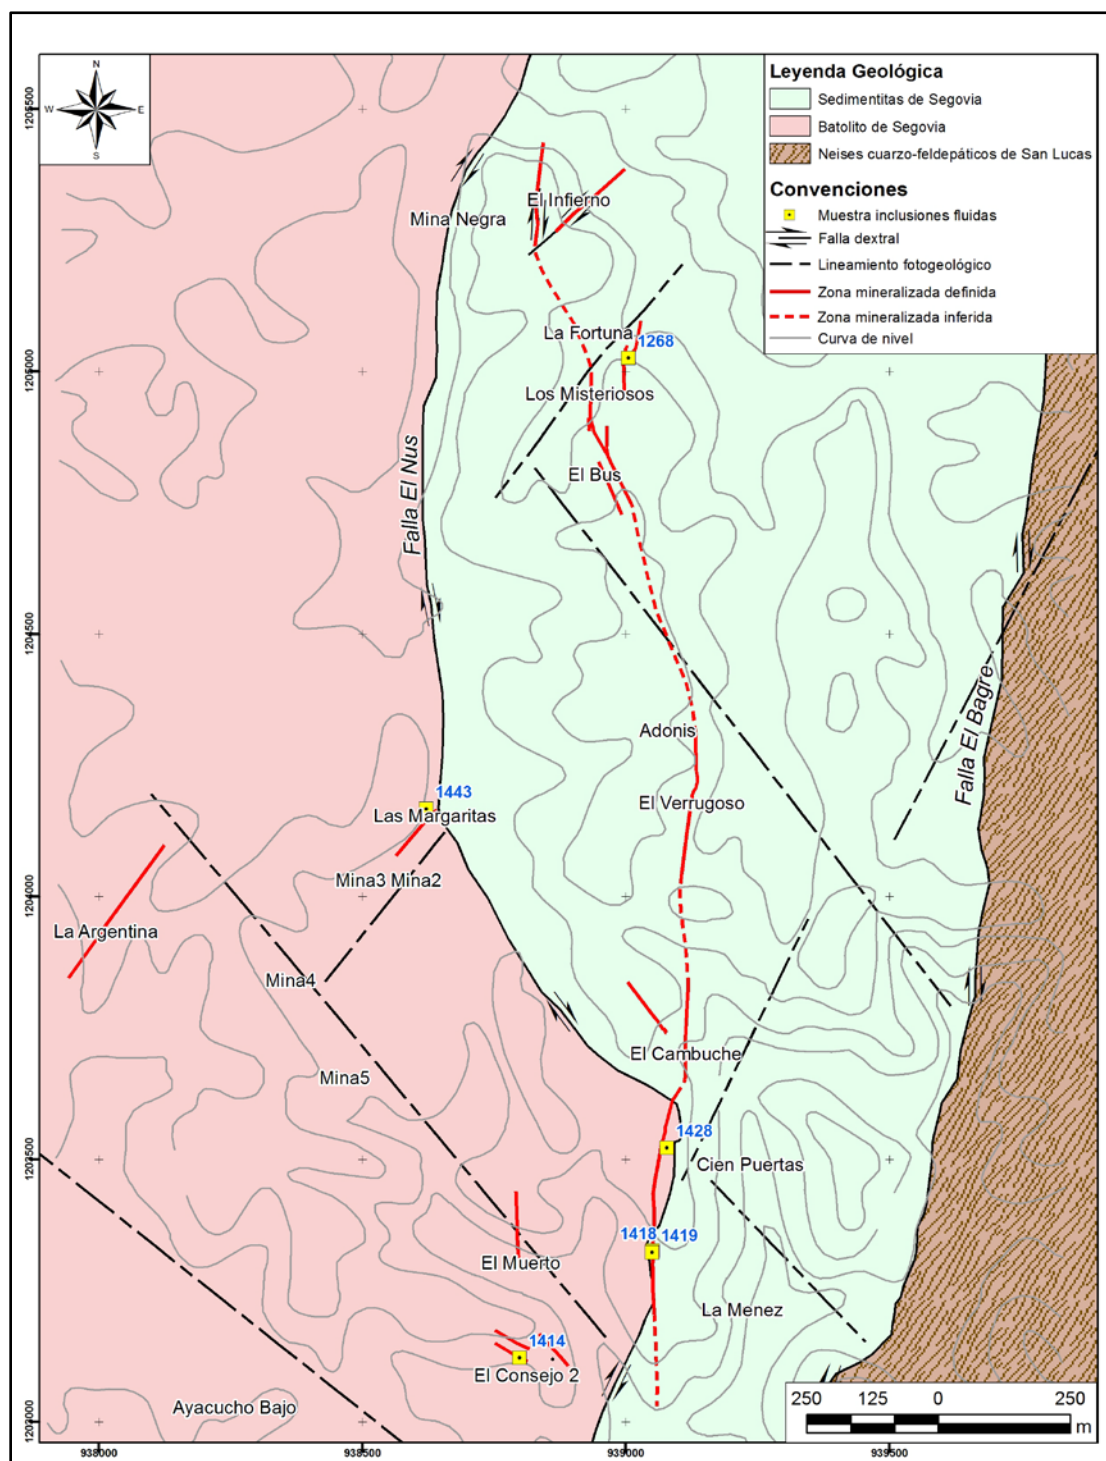 N
W
E
S
Leyenda Geológica
Sedimentitas de Segovia
Batolito de Segovia
Neises cuarzo-feldepáticos de San Lucas
Convenciones
Muestra inclusiones fluidas
Falla dextral
Lineamiento fotogeológico
Zona mineralizada definida
Zona mineralizada inferida
Curva de nivel
1205500
El Infierno
Mina Negra
La Fortuna
1268
1205000
Los Misteriosos
Falla El Nus
El Bus
1204500
Falla El Bagre
Adonis
1443
El Verrugoso
Las Margaritas
Mina3 Mina2
1204000
La Argentina
Mina4
El Cambuche
Mina5
1428
1203500
Cien Puertas
1418 1419
El Muerto
La Menez
1414
El Consejo 2
Ayacucho Bajo
1203000
250 125 0 250
m
938000 938500 939000 939500